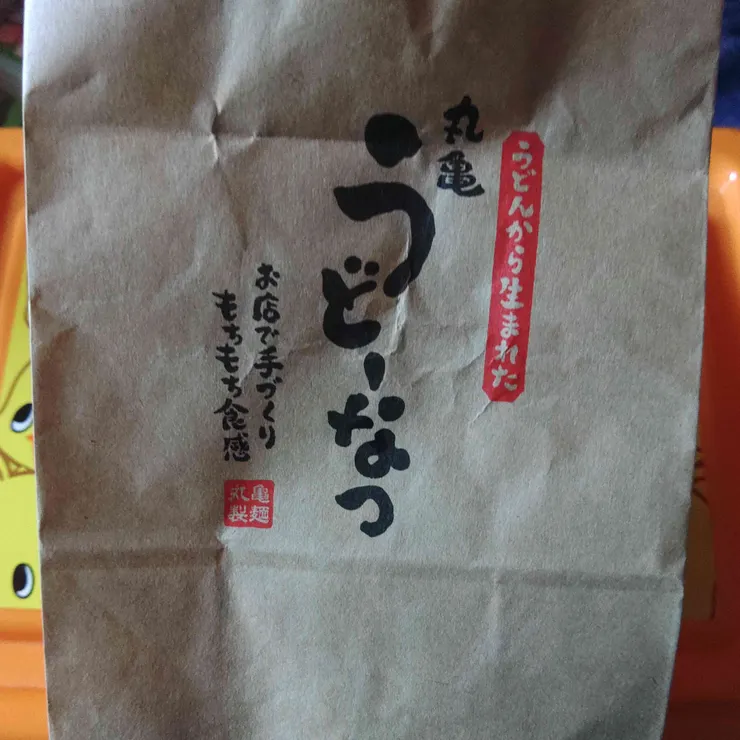 うどんから生まれた
丸亀
うどーなつ
お店で手づくり
もちもち食感
丸亀
製麺